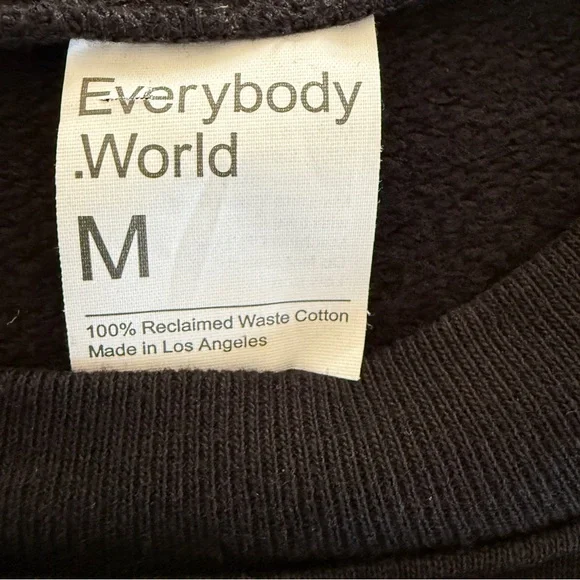 Everybody
.World
M
100% Reclaimed Waste Cotton
Made in Los Angeles